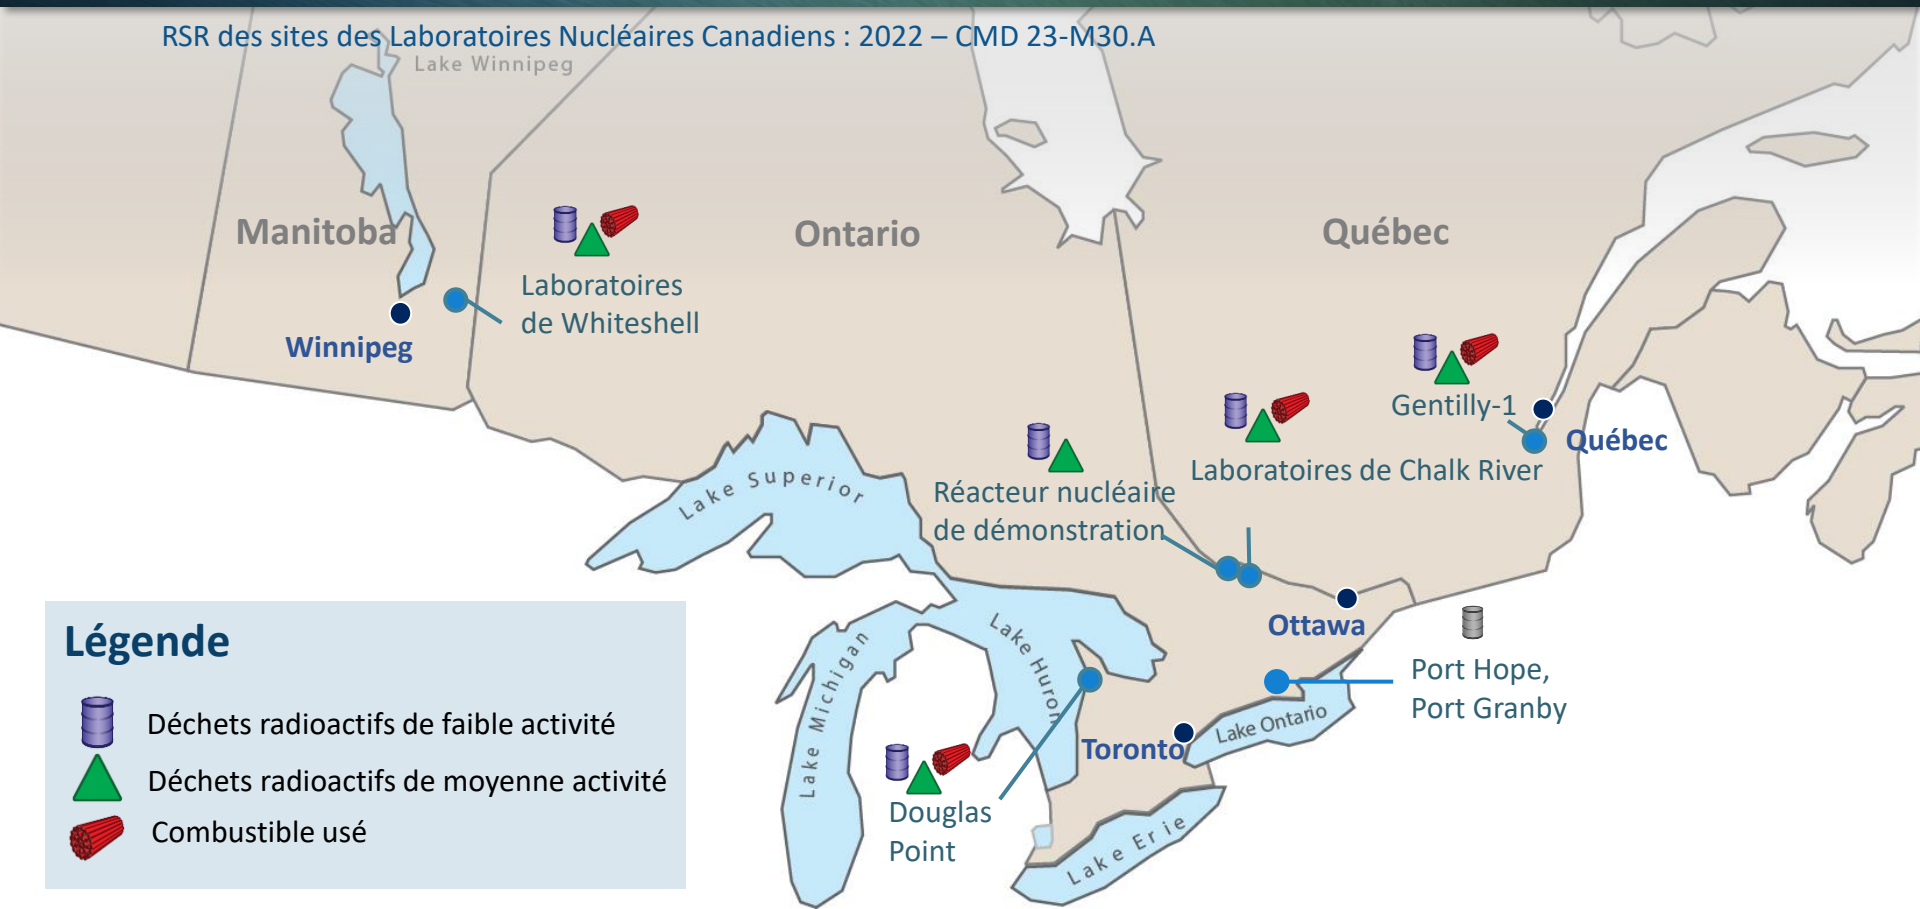 RSR des sites des Laboratoires Nucléaires Canadiens : 2022 – CMD 23-M30.A
Lake Winnipeg
Manitoba
Ontario
Québec
Laboratoires
de Whiteshell
Winnipeg
Gentilly-1
Québec
Laboratoires de Chalk River
Réacteur nucléaire
de démonstration
Lake Superior
Ottawa
Lake Michigan
Lake Huron
Port Hope,
Port Granby
Lake Ontario
Toronto
Douglas
Point
Lake Erie
Légende
Déchets radioactifs de faible activité
Déchets radioactifs de moyenne activité
Combustible usé